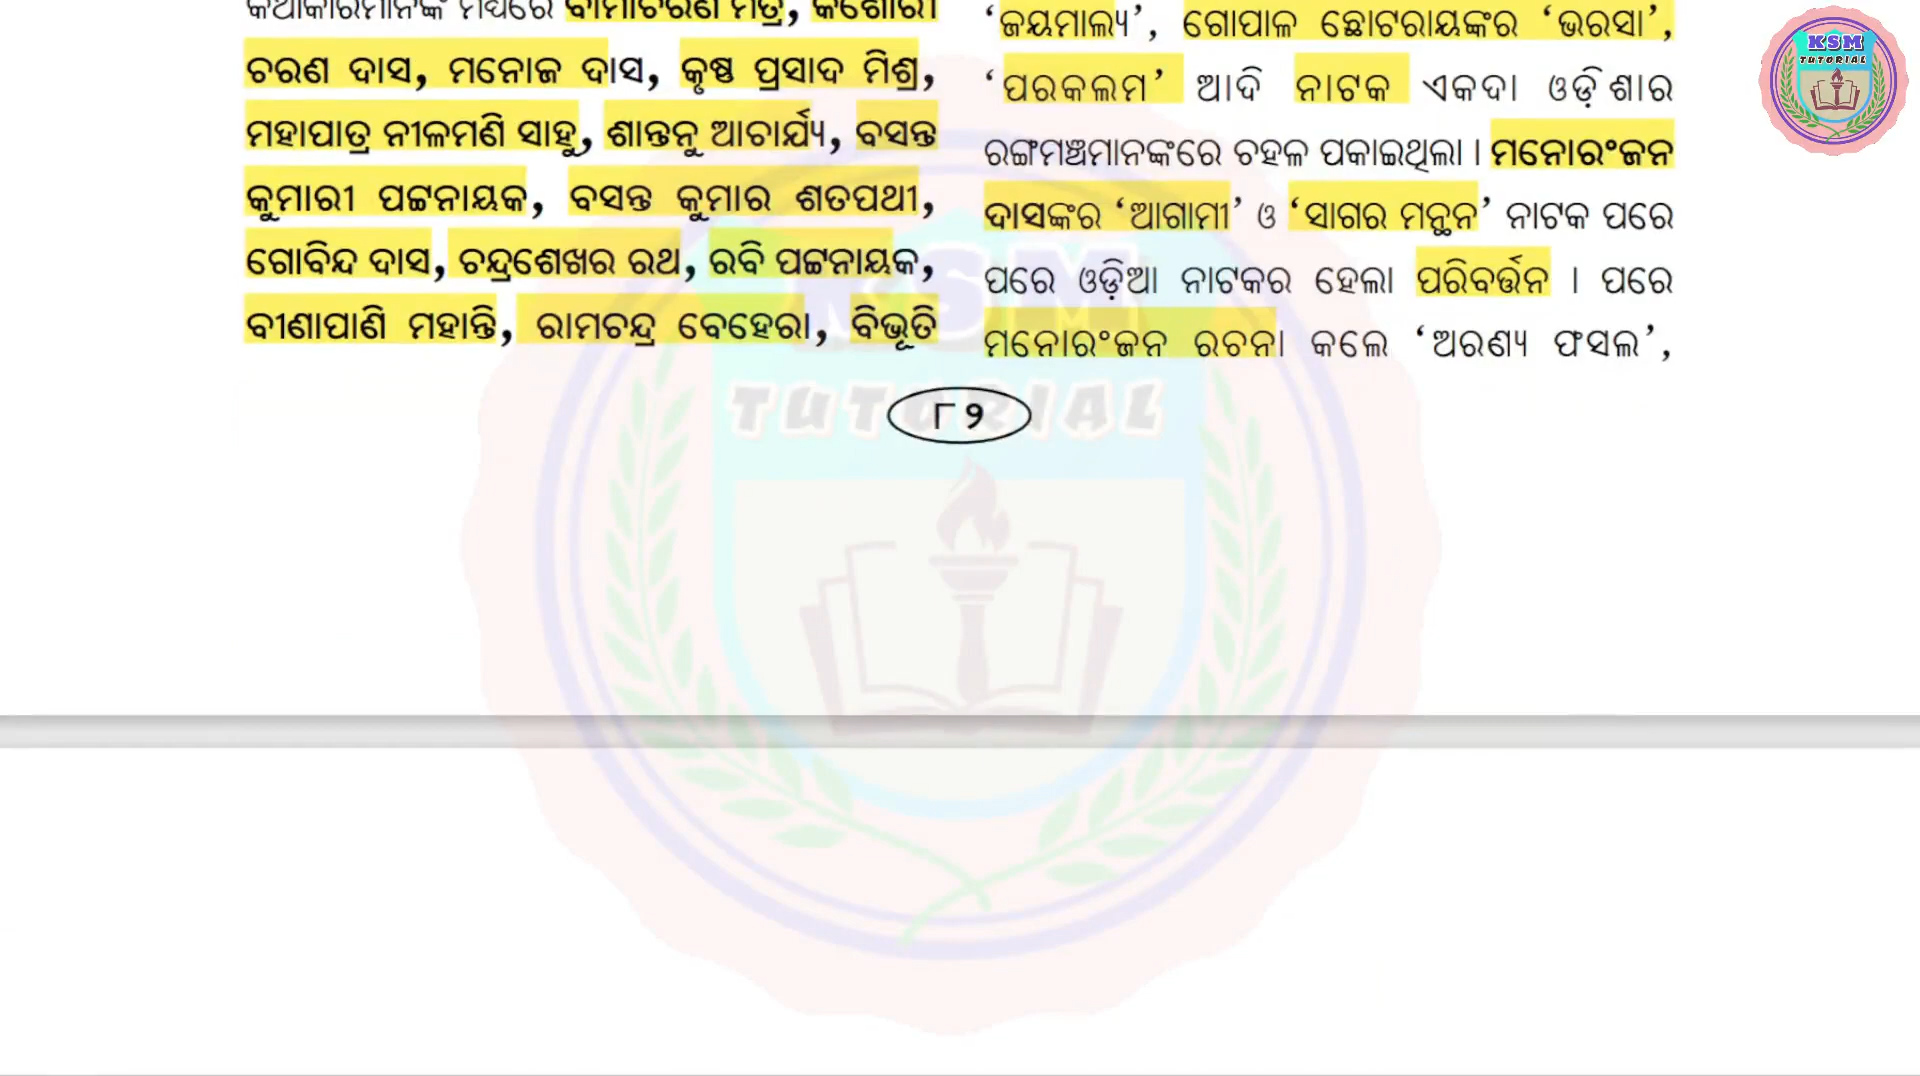 ଚରଣ ଦାସ, ମନୋଜ ଦାସ, କୃଷ୍ଣ ପ୍ରସାଦ ମିଶ୍ର,
ମହାପାତ୍ର ନୀଳମଣି ସାହୁ, ଶାନ୍ତନୁ ଆଚାର୍ଯ୍ୟ, ବସନ୍ତ
କୁମାରୀ ପଟ୍ଟନାୟକ, ବସନ୍ତ କୁମାର ଶତପଥୀ,
ଗୋବିନ୍ଦ ଦାସ, ଚନ୍ଦ୍ରଶେଖର ରଥ, ରବି ପଟ୍ଟନାୟକ,
ବୀଣାପାଣି ମହାନ୍ତି, ରାମଚନ୍ଦ୍ର ବେହେରା, ବିଭୂତି
‘ଜୟମାଲ୍ୟ’, ଗୋପାଳ ଛୋଟରାୟଙ୍କର ‘ଭରସା’,
‘ପରକଲମ’ ଆଦି ନାଟକ ଏକଦା ଓଡ଼ିଶାର
ରଙ୍ଗମଞ୍ଚମାନଙ୍କରେ ଚହଳ ପକାଇଥିଲା । ମନୋରଂଜନ
ଦାସଙ୍କର ‘ଆଗାମୀ’ ଓ ‘ସାଗର ମନ୍ଥନ’ ନାଟକ ପରେ
ପରେ ଓଡ଼ିଆ ନାଟକର ହେଲା ପରିବର୍ତ୍ତନ । ପରେ
ମନୋରଂଜନ ରଚନା କଲେ ‘ଅରଣ୍ୟ ଫସଲ’,
୮୨
KSM
TUTORIAL
KSM
TUTORIAL